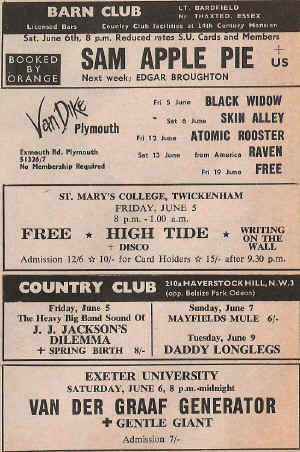 BARN CLUB
LT. BARDFIELD
Nr THAXTED, ESSEX
Licensed Bars Country Club Facilities at 14th Century Mansion
Sat. June 6th, 8 p.m. Reduced rates S.U. Cards and Members
BOOKED BY ORANGE
SAM APPLE PIE + US
Next week; EDGAR BROUGHTON
Van Dike
Plymouth
Exmouth Rd. Plymouth
51326/7
No Membership Required
Fri 5 June BLACK WIDOW
Sat 6 June SKIN ALLEY
Fri 12 June ATOMIC ROOSTER
Sat 13 June from America RAVEN
Fri 19 June FREE
ST. MARY'S COLLEGE, TWICKENHAM
FRIDAY, JUNE 5
8 p.m. -1.00 a.m.
FREE ★ HIGH TIDE ★ WRITING ON THE WALL
+ DISCO
Admission 12/6 ☆ 10/- for Card Holders ☆ 15/- after 9.30 p.m.
COUNTRY CLUB
210a HAVERSTOCK HILL, N.W.3
(opp. Belsize Park Odeon)
Friday, June 5
The Heavy Big Band Sound Of
J. J. JACKSON'S
DILEMMA
+ SPRING BIRTH 8/-
Sunday, June 7
MAYFIELDS MULE 6/-
Tuesday, June 9
DADDY LONGLEGS
EXETER UNIVERSITY
SATURDAY, JUNE 6, 8 p.m.-midnight
VAN DER GRAAF GENERATOR
+ GENTLE GIANT
Admission 7/-